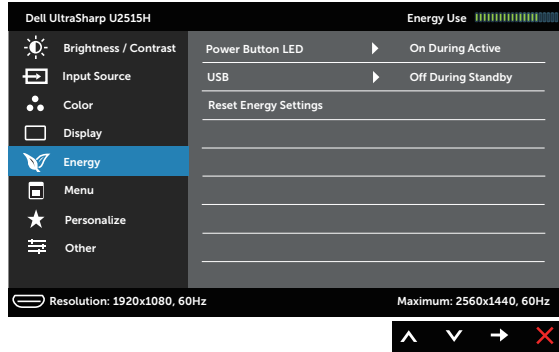 Dell UltraSharp U2515H Energy Use
Brightness / Contrast Power Button LED On During Active
Input Source USB Off During Standby
Color Reset Energy Settings
Display
Energy
Menu
Personalize
Other
Resolution: 1920x1080, 60Hz Maximum: 2560x1440, 60Hz